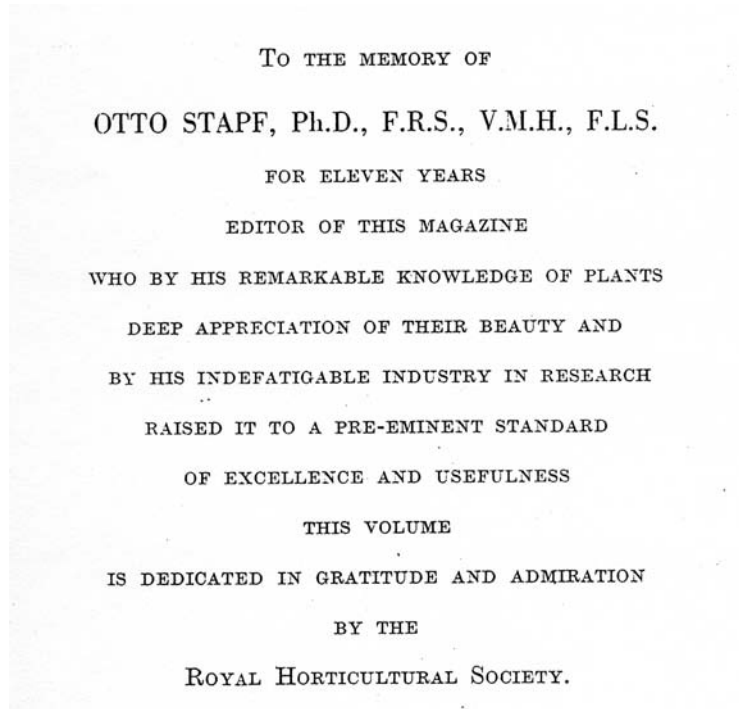 To the memory of
OTTO STAPF, Ph.D., F.R.S., V.M.H., F.L.S.
for eleven years
editor of this magazine
who by his remarkable knowledge of plants
deep appreciation of their beauty and
by his indefatigable industry in research
raised it to a pre-eminent standard
of excellence and usefulness
this volume
is dedicated in gratitude and admiration
by the
Royal Horticultural Society.